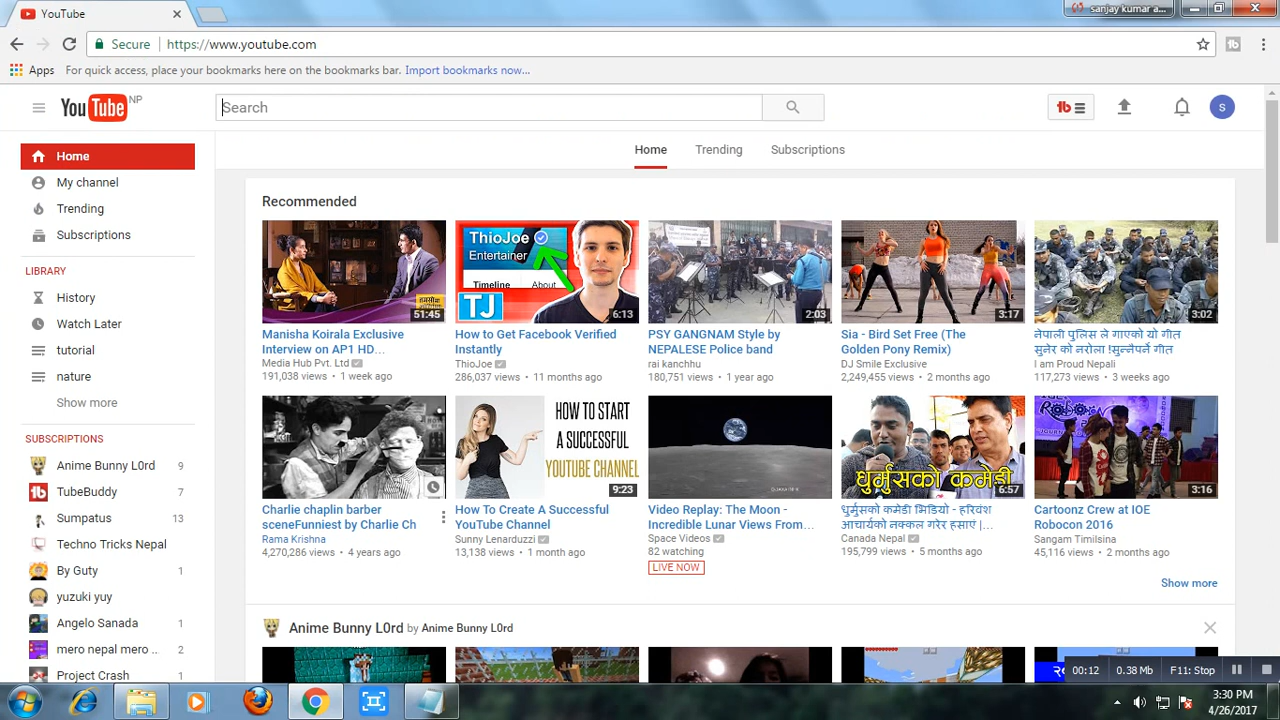 YouTube
sanjay kumar a...
Secure https://www.youtube.com
Apps For quick access, place your bookmarks here on the bookmarks bar. Import bookmarks now...
YouTube NP
Search
Home
Trending
Subscriptions
Home
My channel
Trending
Subscriptions
LIBRARY
History
Watch Later
tutorial
nature
Show more
SUBSCRIPTIONS
Anime Bunny L0rd 9
TubeBuddy 7
Sumpatus 13
Techno Tricks Nepal
By Guty 1
yuzuki yuy
Angelo Sanada 1
mero nepal mero ... 2
Project Crash 1
Recommended
51:45
Manisha Koirala Exclusive
Interview on AP1 HD...
Media Hub Pvt. Ltd
191,038 views • 1 week ago
ThioJoe
Entertainer
Timeline About
TJ
6:13
How to Get Facebook Verified
Instantly
ThioJoe
286,037 views • 11 months ago
2:03
PSY GANGNAM Style by
NEPALESE Police band
rai kanchhu
180,751 views • 1 year ago
3:17
Sia - Bird Set Free (The
Golden Pony Remix)
DJ Smile Exclusive
2,249,455 views • 2 months ago
3:02
नेपाली पुलिस ले गाएको यो गीत
सुनेर को नरोला !सुन्नैपर्ने गीत
I am Proud Nepali
117,273 views • 3 weeks ago
Charlie chaplin barber
sceneFunniest by Charlie Ch
Rama Krishna
4,270,286 views • 4 years ago
HOW TO START
A SUCCESSFUL
YOUTUBE CHANNEL
9:23
How To Create A Successful
YouTube Channel
Sunny Lenarduzzi
13,138 views • 1 month ago
Video Replay: The Moon -
Incredible Lunar Views From...
Space Videos
82 watching
LIVE NOW
धुर्मुसको कमेडी
6:57
धुर्मुसको कमेडी भिडियो - हरिवंश
आचार्यको नक्कल गरेर हसाएं |...
Canada Nepal
195,799 views • 5 months ago
3:16
Cartoonz Crew at IOE
Robocon 2016
Sangam Timilsina
45,116 views • 2 months ago
Show more
Anime Bunny L0rd by Anime Bunny L0rd
00:12 0.38 Mb F11: Stop
3:30 PM
4/26/2017